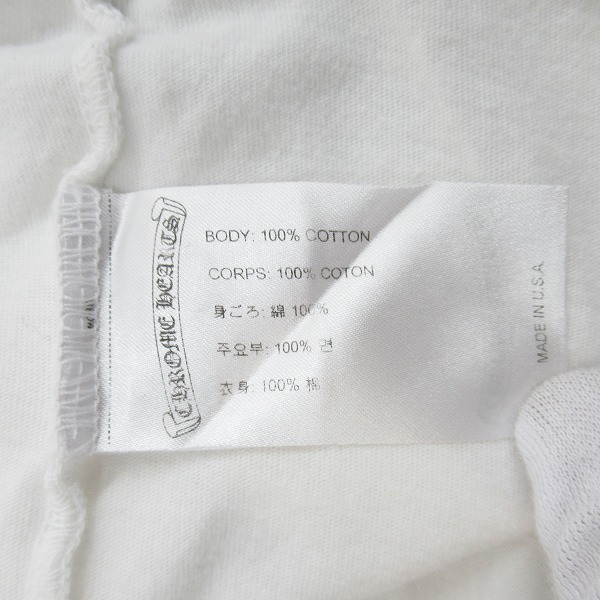 CHROME HEARTS
BODY: 100% COTTON
CORPS: 100% COTON
身ごろ: 綿 100%
주요부: 100% 면
衣身: 100% 棉
MADE IN U.S.A.